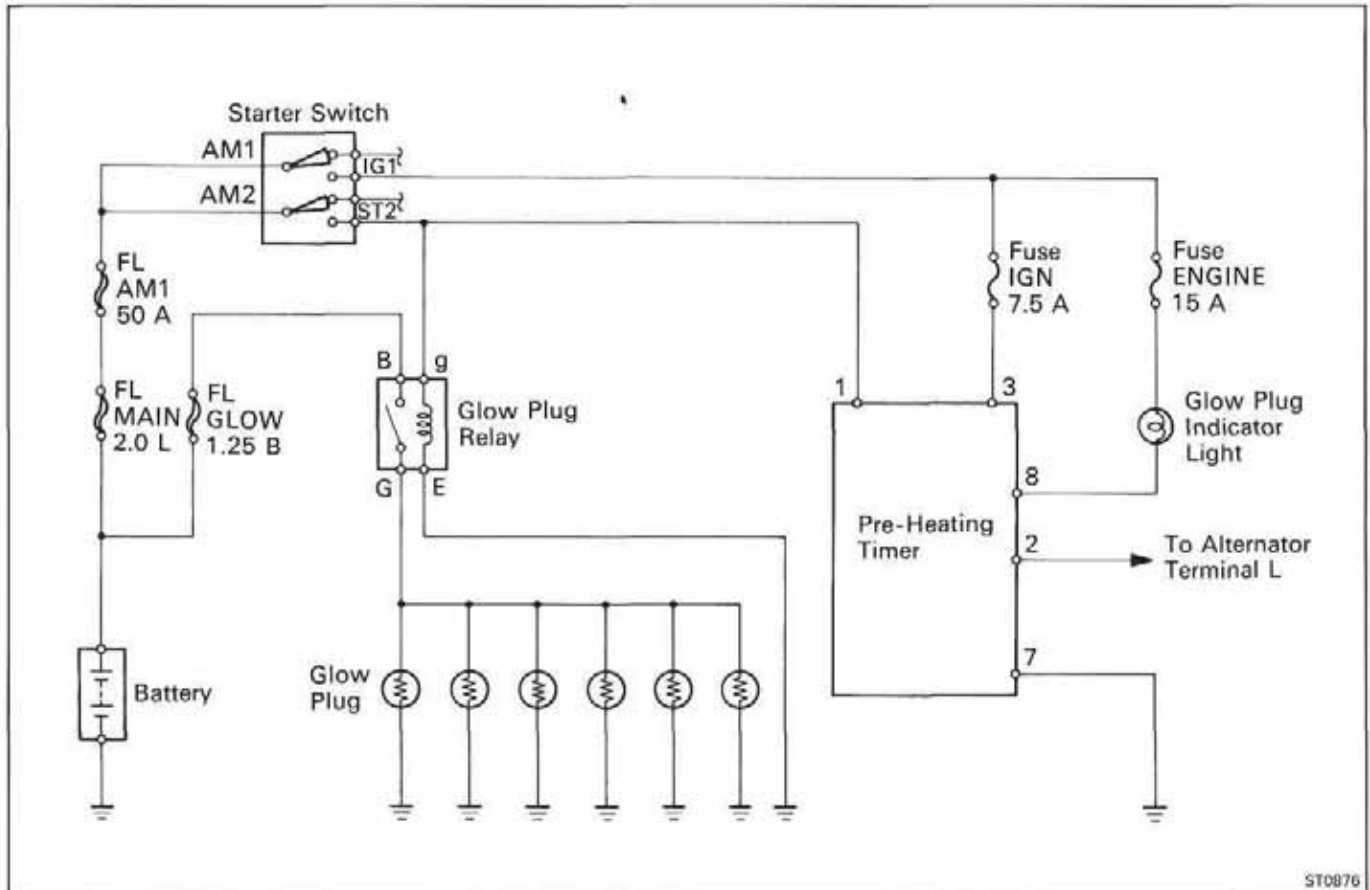 Starter Switch
AM1
IG1
AM2
ST2
FL
AM1
50 A
Fuse
IGN
7.5 A
Fuse
ENGINE
15 A
FL
MAIN
2.0 L
FL
GLOW
1.25 B
B
g
Glow Plug
Relay
G
E
1
3
Glow Plug
Indicator
Light
8
Pre-Heating
Timer
2
To Alternator
Terminal L
7
Battery
Glow
Plug
ST0876